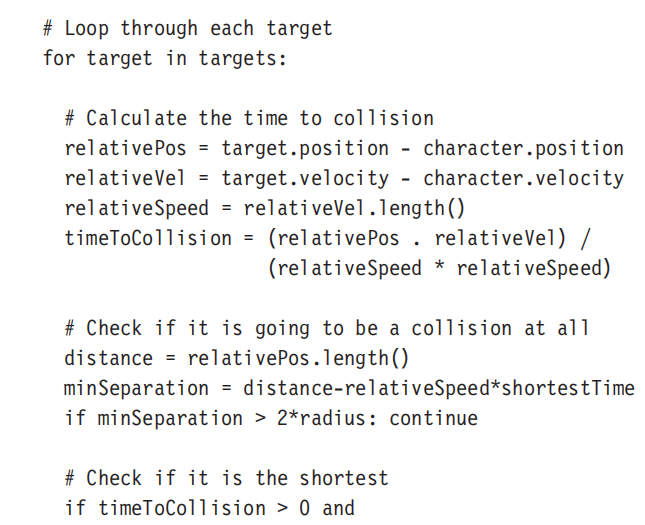 # Loop through each target
for target in targets:
# Calculate the time to collision
relativePos = target.position - character.position
relativeVel = target.velocity - character.velocity
relativeSpeed = relativeVel.length()
timeToCollision = (relativePos . relativeVel) /
(relativeSpeed * relativeSpeed)
# Check if it is going to be a collision at all
distance = relativePos.length()
minSeparation = distance-relativeSpeed*shortestTime
if minSeparation > 2*radius: continue
# Check if it is the shortest
if timeToCollision > 0 and